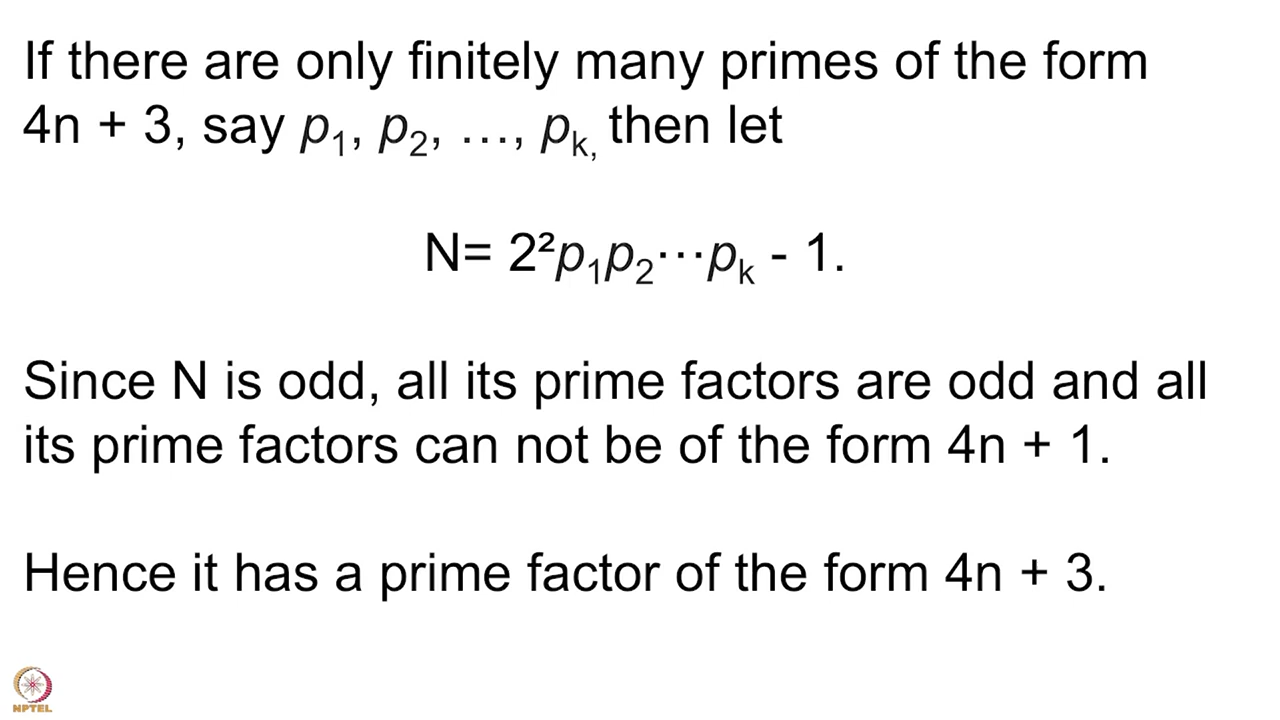 If there are only finitely many primes of the form
4n + 3, say p₁, p₂, …, pₖ, then let
N= 2²p₁p₂⋯pₖ - 1.
Since N is odd, all its prime factors are odd and all
its prime factors can not be of the form 4n + 1.
Hence it has a prime factor of the form 4n + 3.
NPTEL